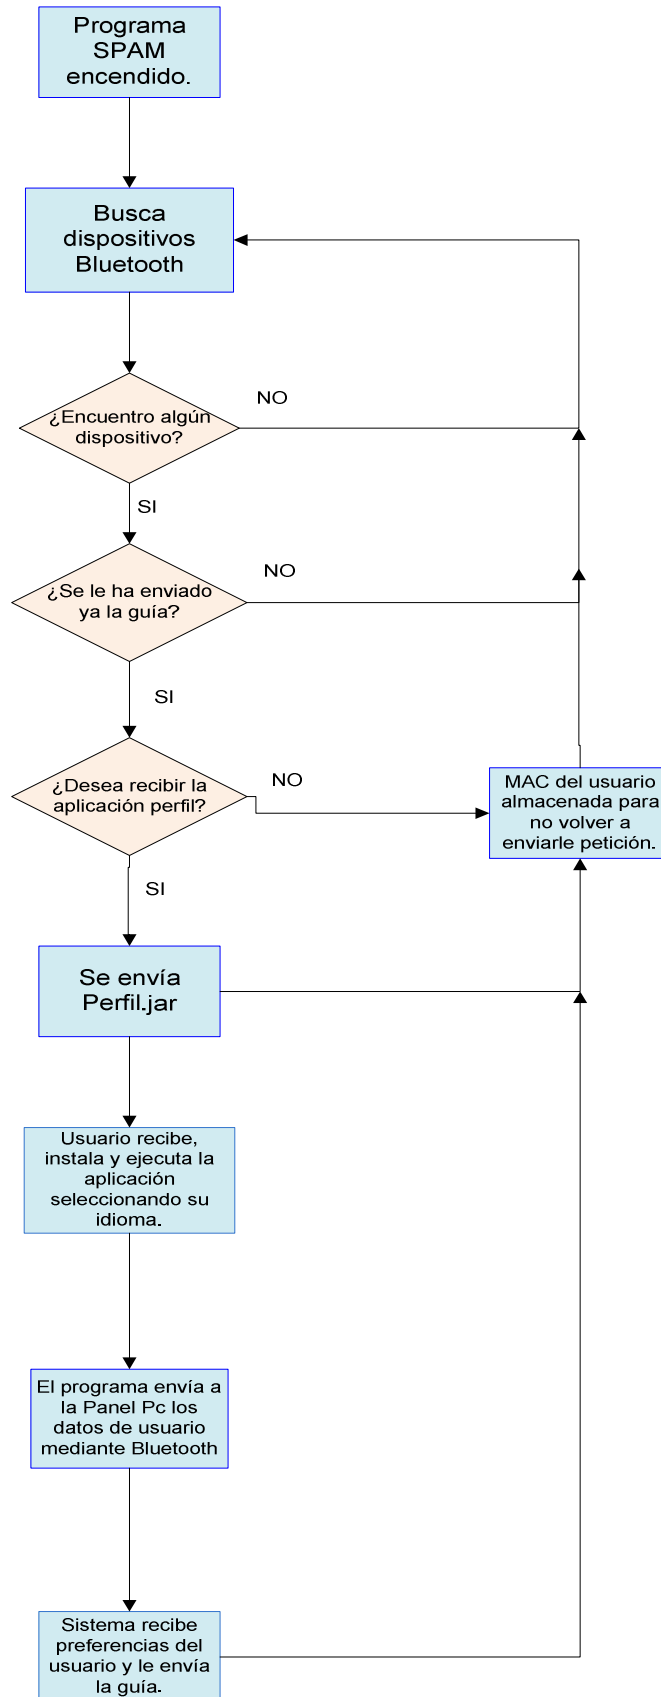 Programa
SPAM
encendido.
Busca
dispositivos
Bluetooth
¿Encuentro algún
dispositivo?
NO
SI
¿Se le ha enviado
ya la guía?
NO
SI
¿Desea recibir la
aplicación perfil?
NO
MAC del usuario
almacenada para
no volver a
enviarle petición.
SI
Se envía
Perfil.jar
Usuario recibe,
instala y ejecuta la
aplicación
seleccionando su
idioma.
El programa envía a
la Panel Pc los
datos de usuario
mediante Bluetooth
Sistema recibe
preferencias del
usuario y le envía
la guía.